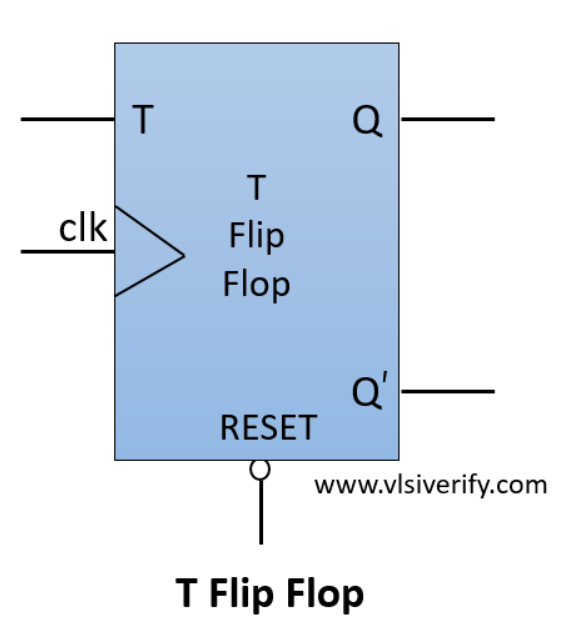 T
Q
T
Flip
Flop
clk
Q'
RESET
www.vlsiverify.com
T Flip Flop